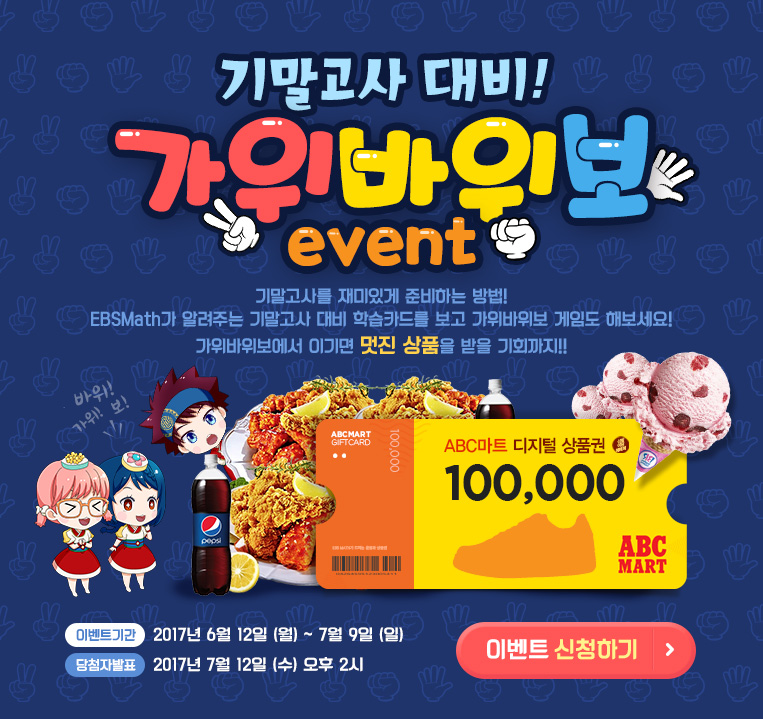 기말고사 대비!
가위바위보
event
기말고사를 재미있게 준비하는 방법!
EBSMath가 알려주는 기말고사 대비 학습카드를 보고 가위바위보 게임도 해보세요!
가위바위보에서 이기면 멋진 상품을 받을 기회까지!!
바위!
가위! 보!
ABCMART
GIFTCARD
100,000
ABC마트 디지털 상품권
100,000
ABC
MART
pepsi
이벤트기간 2017년 6월 12일 (월) ~ 7월 9일 (일)
당첨자발표 2017년 7월 12일 (수) 오후 2시
이벤트 신청하기